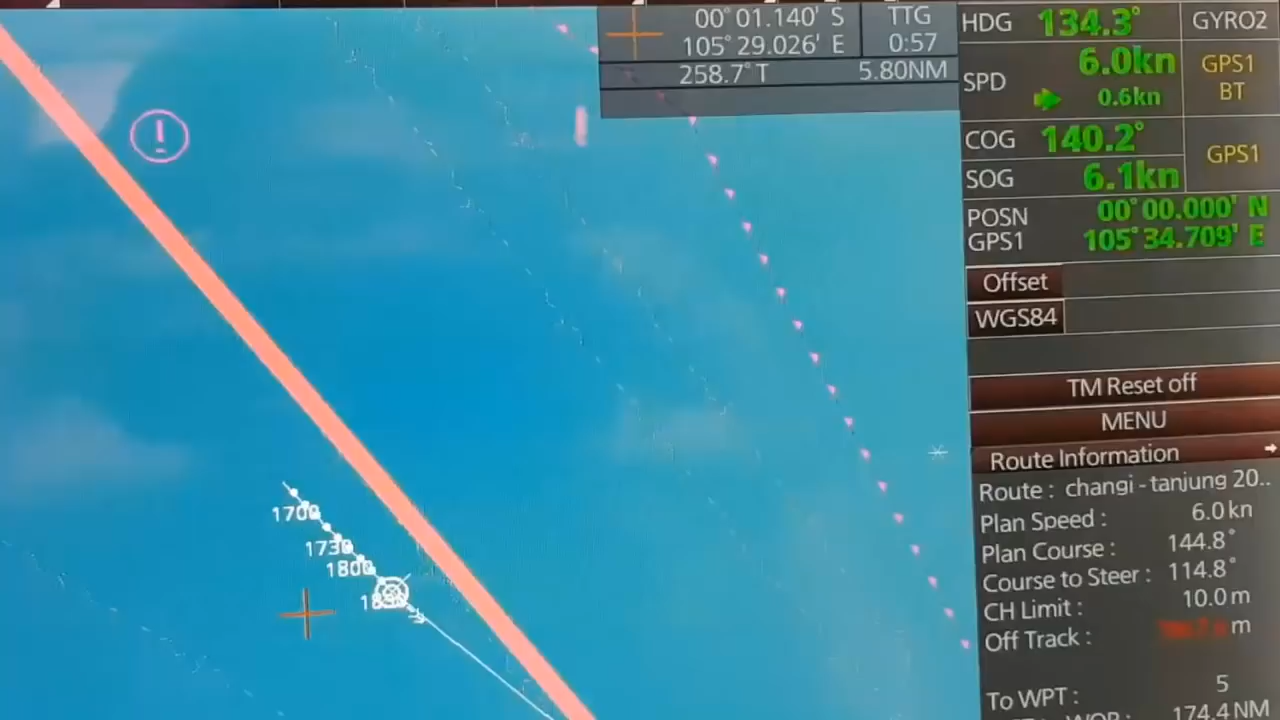 00° 01.140' S
105° 29.026' E
TTG
0:57
258.7° T
5.80NM
HDG 134.3° GYRO2
SPD 6.0kn
0.6kn
GPS1
BT
COG 140.2°
SOG 6.1kn
GPS1
POSN 00° 00.000' N
GPS1 105° 34.709' E
Offset
WGS84
TM Reset off
MENU
Route Information
Route : changi - tanjung 20..
Plan Speed : 6.0 kn
Plan Course : 144.8°
Course to Steer : 114.8°
CH Limit : 10.0 m
Off Track : m
To WPT : 5
174.4 NM
1700
1730
1800